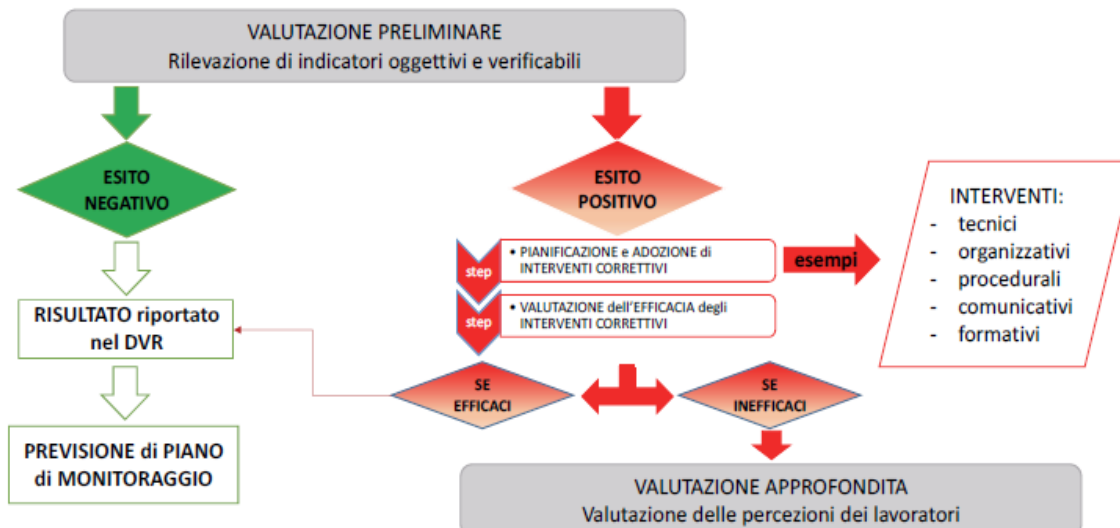 VALUTAZIONE PRELIMINARE
Rilevazione di indicatori oggettivi e verificabili
ESITO
NEGATIVO
ESITO
POSITIVO
step
• PIANIFICAZIONE e ADOZIONE di
INTERVENTI CORRETTIVI
esempi
INTERVENTI:
- tecnici
- organizzativi
- procedurali
- comunicativi
- formativi
step
• VALUTAZIONE dell'EFFICACIA degli
INTERVENTI CORRETTIVI
RISULTATO riportato
nel DVR
SE
EFFICACI
SE
INEFFICACI
PREVISIONE di PIANO
di MONITORAGGIO
VALUTAZIONE APPROFONDITA
Valutazione delle percezioni dei lavoratori